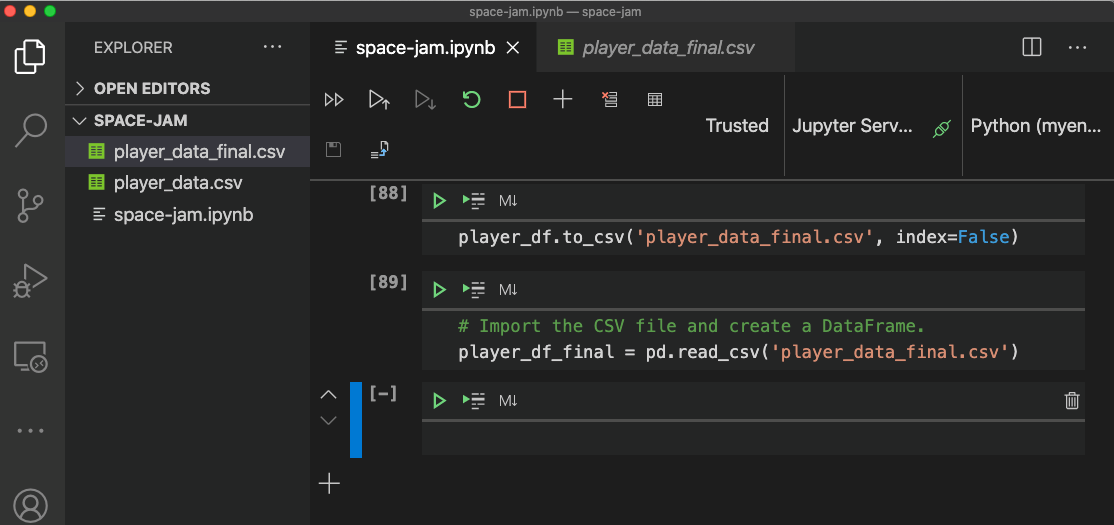 space-jam.ipynb — space-jam
EXPLORER
OPEN EDITORS
SPACE-JAM
player_data_final.csv
player_data.csv
space-jam.ipynb
space-jam.ipynb
player_data_final.csv
Trusted
Jupyter Serv...
Python (myen...
[88]
M↓
player_df.to_csv('player_data_final.csv', index=False)
[89]
M↓
# Import the CSV file and create a DataFrame.
player_df_final = pd.read_csv('player_data_final.csv')
[-]
M↓